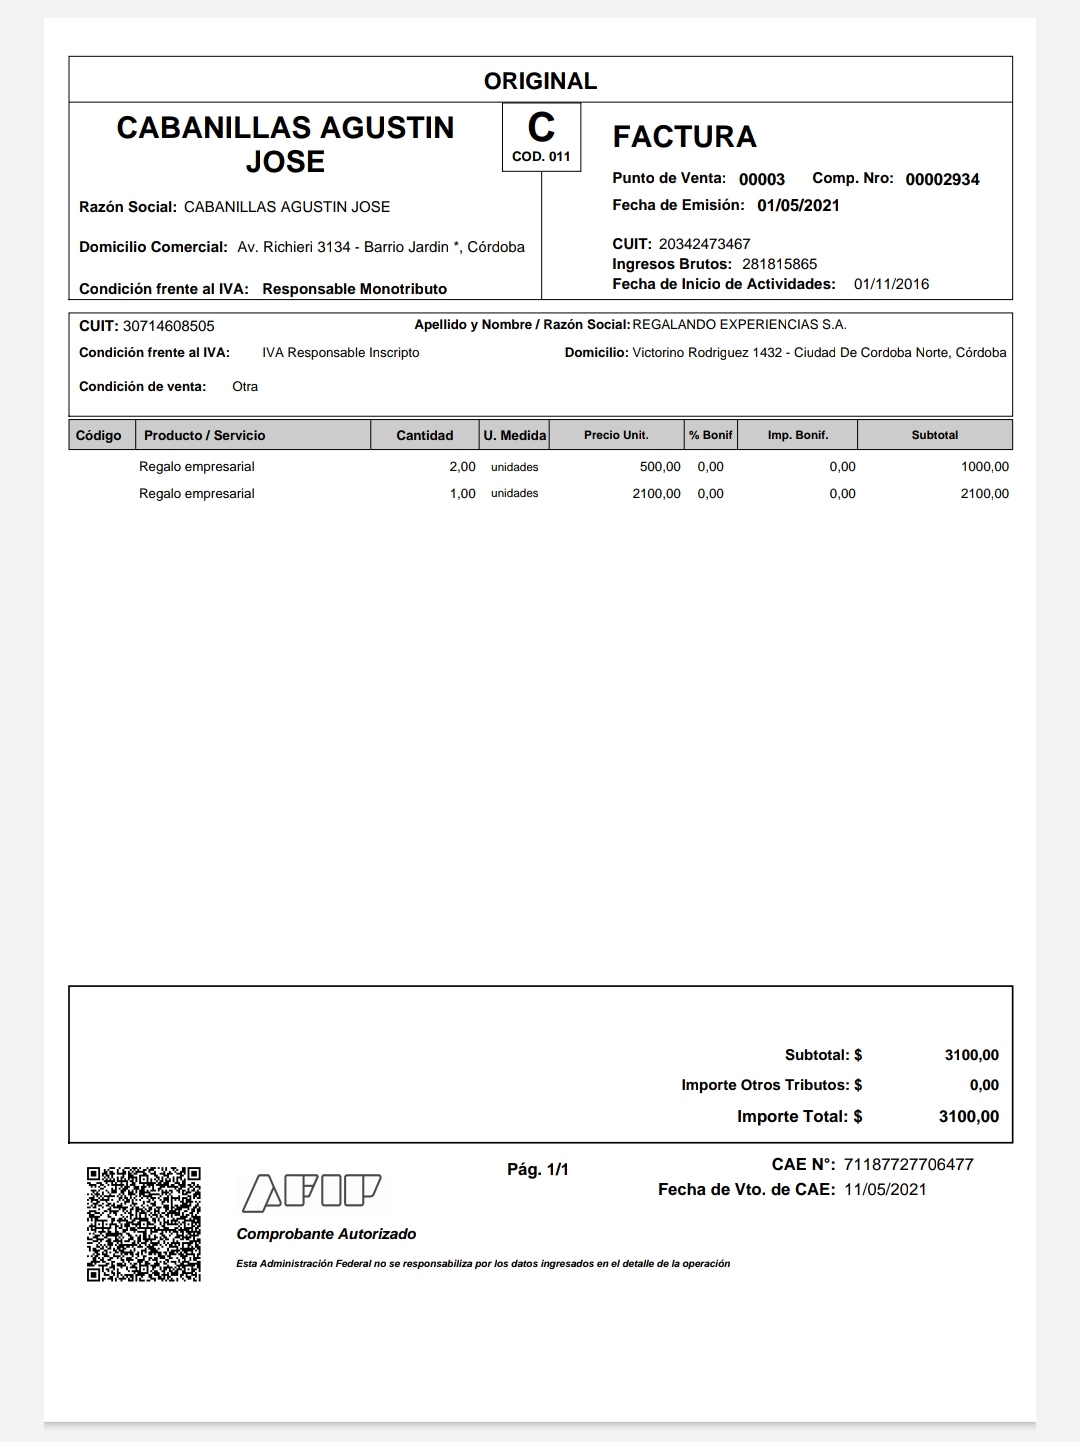 ORIGINAL
CABANILLAS AGUSTIN
JOSE
C
COD. 011
FACTURA
Punto de Venta: 00003 Comp. Nro: 00002934
Fecha de Emisión: 01/05/2021
Razón Social: CABANILLAS AGUSTIN JOSE
Domicilio Comercial: Av. Richieri 3134 - Barrio Jardin *, Córdoba
Condición frente al IVA: Responsable Monotributo
CUIT: 20342473467
Ingresos Brutos: 281815865
Fecha de Inicio de Actividades: 01/11/2016
CUIT: 30714608505 Apellido y Nombre / Razón Social: REGALANDO EXPERIENCIAS S.A.
Condición frente al IVA: IVA Responsable Inscripto Domicilio: Victorino Rodriguez 1432 - Ciudad De Cordoba Norte, Córdoba
Condición de venta: Otra
Código Producto / Servicio Cantidad U. Medida Precio Unit. % Bonif Imp. Bonif. Subtotal
Regalo empresarial 2,00 unidades 500,00 0,00 0,00 1000,00
Regalo empresarial 1,00 unidades 2100,00 0,00 0,00 2100,00
Subtotal: $ 3100,00
Importe Otros Tributos: $ 0,00
Importe Total: $ 3100,00
AFIP
Pág. 1/1
CAE N°: 71187727706477
Fecha de Vto. de CAE: 11/05/2021
Comprobante Autorizado
Esta Administración Federal no se responsabiliza por los datos ingresados en el detalle de la operación